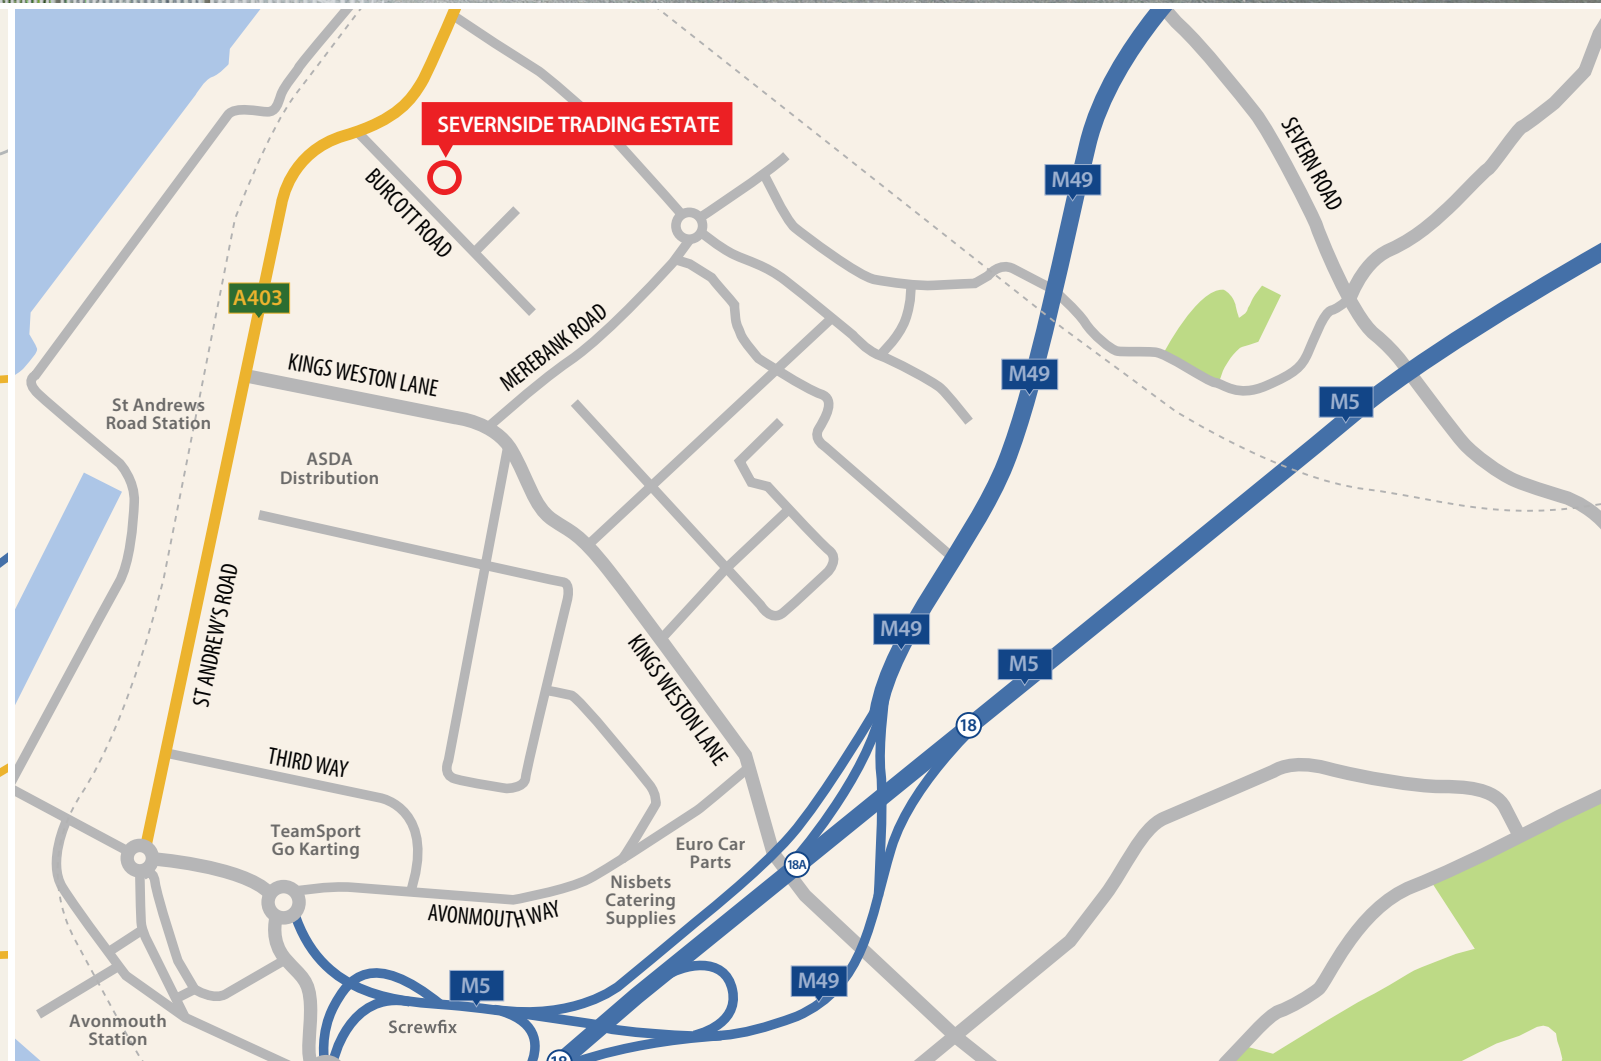 SEVERNSIDE TRADING ESTATE
M49
SEVERN ROAD
BURCOTT ROAD
A403
MEREBANK ROAD
KINGS WESTON LANE
M49
M5
St Andrews
Road Station
ASDA
Distribution
ST ANDREW'S ROAD
M49
KINGS WESTON LANE
M5
18
THIRD WAY
TeamSport
Go Karting
Euro Car
Parts
18A
Nisbets
Catering
Supplies
AVONMOUTH WAY
M5
M49
Avonmouth
Station
Screwfix
18